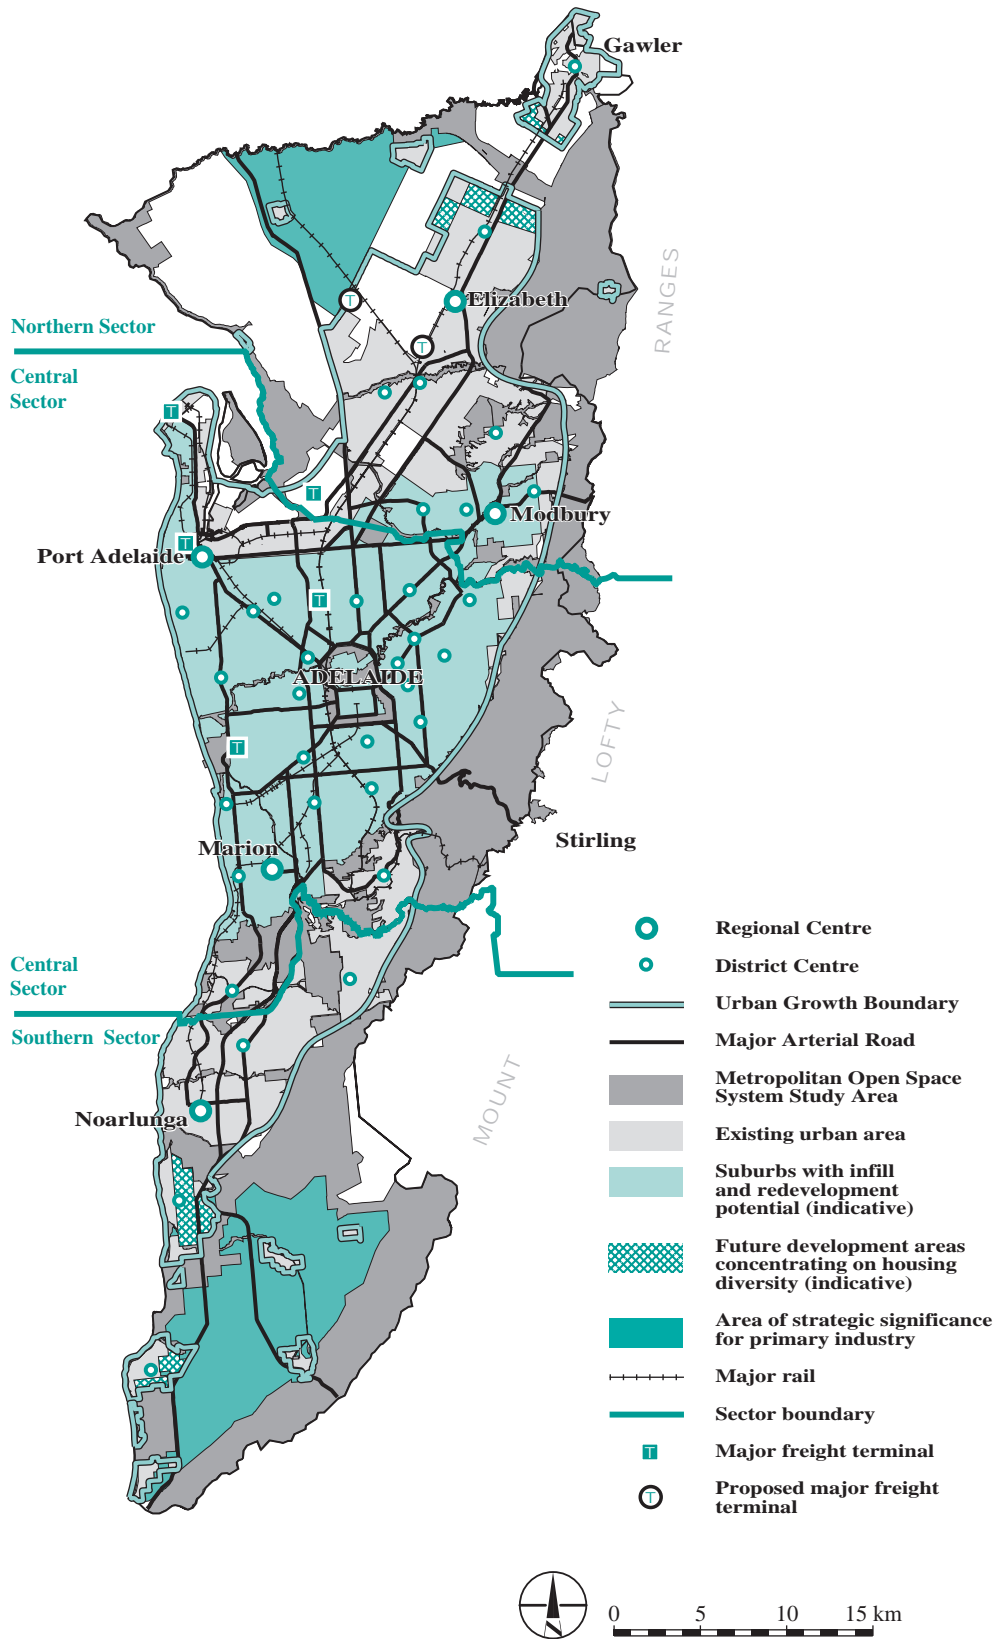 Gawler
RANGES
Elizabeth
Northern Sector
Central
Sector
T
T
T
T
Modbury
Port Adelaide
T
T
ADELAIDE
LOFTY
T
Marion
Stirling
Central
Sector
Southern Sector
MOUNT
Noarlunga
Regional Centre
District Centre
Urban Growth Boundary
Major Arterial Road
Metropolitan Open Space
System Study Area
Existing urban area
Suburbs with infill
and redevelopment
potential (indicative)
Future development areas
concentrating on housing
diversity (indicative)
Area of strategic significance
for primary industry
Major rail
Sector boundary
T Major freight terminal
T Proposed major freight
terminal
N
0 5 10 15 km